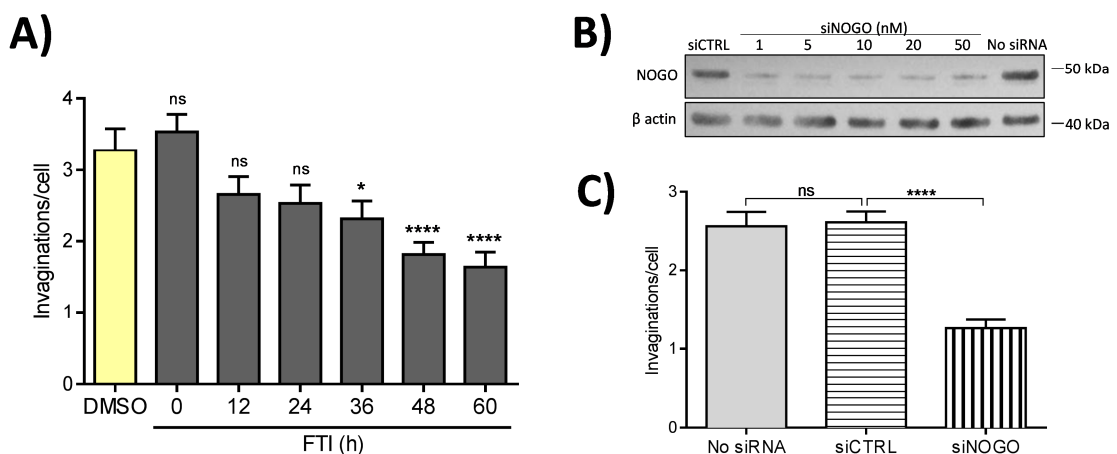 A)
Invaginations/cell
4
3
2
1
0
ns
ns
ns
*
****
****
DMSO 0 12 24 36 48 60
FTI (h)
B)
siNOGO (nM)
siCTRL 1 5 10 20 50 No siRNA
NOGO
50 kDa
β actin
40 kDa
C)
Invaginations/cell
3
2
1
0
ns
****
No siRNA siCTRL siNOGO